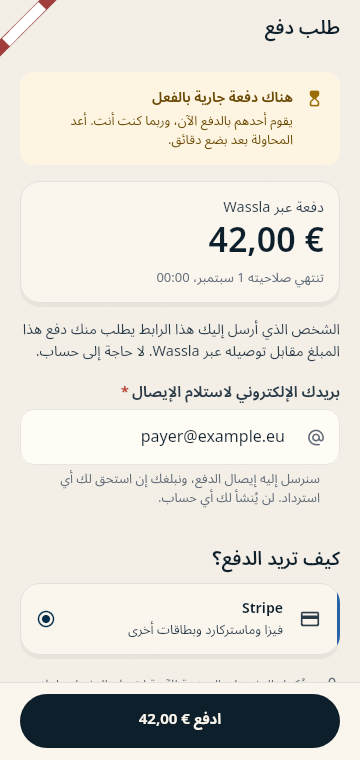 طلب دفع
هناك دفعة جارية بالفعل
يقوم أحدهم بالدفع الآن، وربما كنت أنت. أعد
المحاولة بعد بضع دقائق.
دفعة عبر Wassla
42,00 €
تنتهي صلاحيته 1 سبتمبر، 00:00
الشخص الذي أرسل إليك هذا الرابط يطلب منك دفع هذا
المبلغ مقابل توصيله عبر Wassla. لا حاجة إلى حساب.
بريدك الإلكتروني لاستلام الإيصال *
payer@example.eu
سنرسل إليه إيصال الدفع، ونبلغك إن استحق لك أي
استرداد. لن يُنشأ لك أي حساب.
كيف تريد الدفع؟
Stripe
فيزا وماستركارد وبطاقات أخرى
ادفع 42,00 €